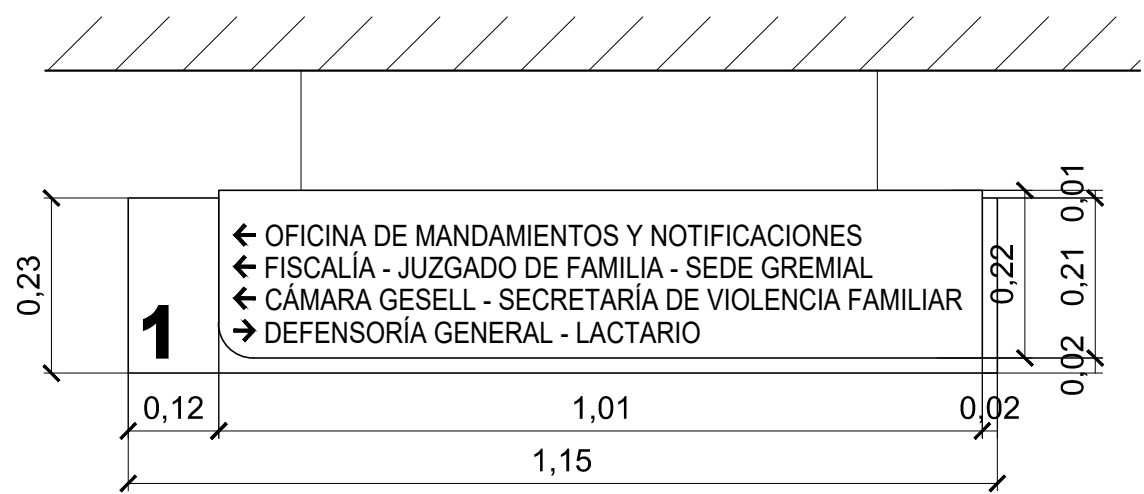 ← OFICINA DE MANDAMIENTOS Y NOTIFICACIONES
← FISCALÍA - JUZGADO DE FAMILIA - SEDE GREMIAL
← CÁMARA GESELL - SECRETARÍA DE VIOLENCIA FAMILIAR
→ DEFENSORÍA GENERAL - LACTARIO
1
0,23
0,22
0,01
0,21
0,02
0,12
1,01
0,02
1,15